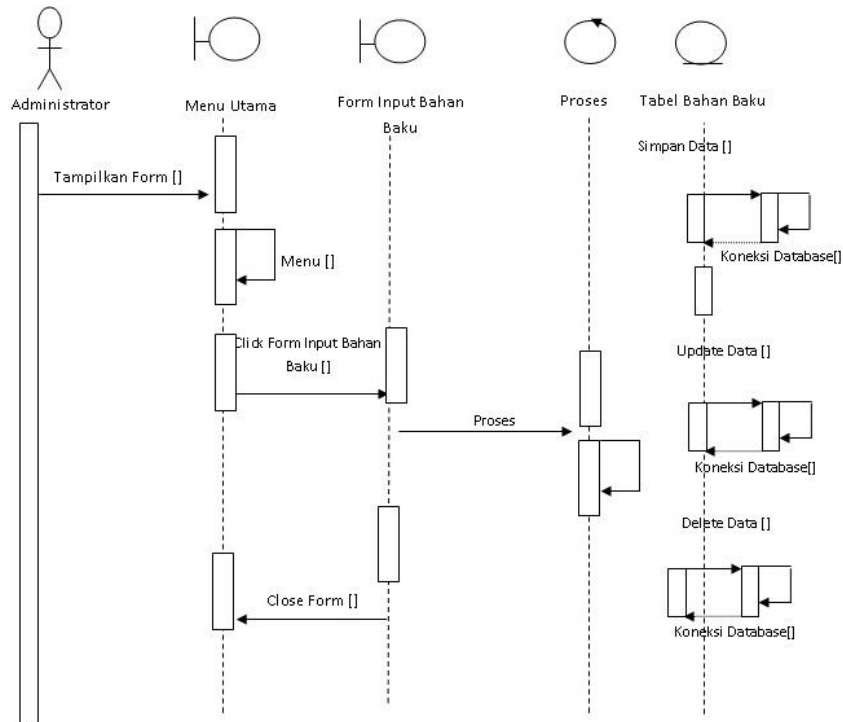 Administrator
Menu Utama
Form Input Bahan
Baku
Proses
Tabel Bahan Baku
Simpan Data []
Tampilkan Form []
Koneksi Database[]
Menu []
Click Form Input Bahan
Baku []
Update Data []
Proses
Koneksi Database[]
Delete Data []
Close Form []
Koneksi Database[]